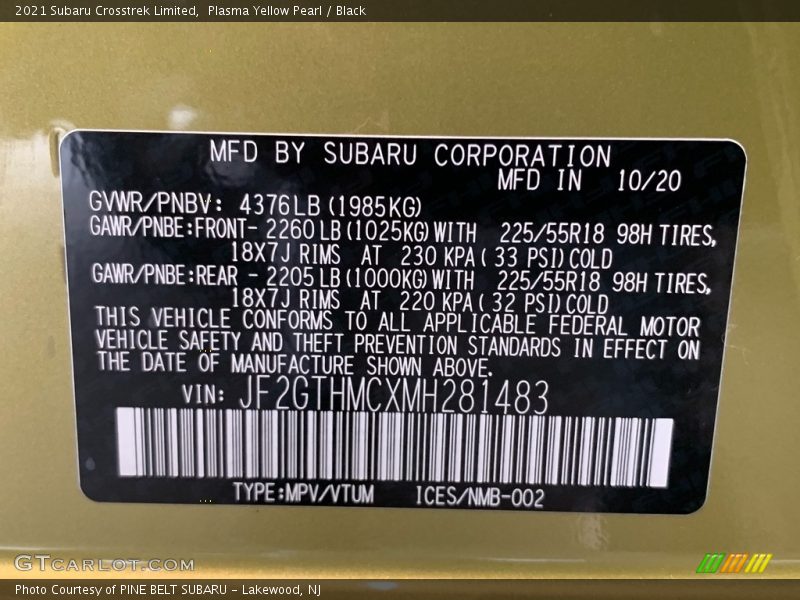 2021 Subaru Crosstrek Limited,  Plasma Yellow Pearl / Black
MFD BY SUBARU CORPORATION
MFD IN 10/20
GVWR/PNBV: 4376LB(1985KG)
GAWR/PNBE:FRONT- 2260LB(1025KG)WITH 225/55R18 98H TIRES,
18X7J RIMS AT 230 KPA( 33 PSI)COLD
GAWR/PNBE:REAR - 2205LB(1000KG)WITH 225/55R18 98H TIRES,
18X7J RIMS AT 220 KPA( 32 PSI)COLD
THIS VEHICLE CONFORMS TO ALL APPLICABLE FEDERAL MOTOR
VEHICLE SAFETY AND THEFT PREVENTION STANDARDS IN EFFECT ON
THE DATE OF MANUFACTURE SHOWN ABOVE.
VIN: JF2GTHMCXMH281483
TYPE:MPV/VTUM ICES/NMB-002
GTCARLOT.COM
Photo Courtesy of PINE BELT SUBARU - Lakewood, NJ